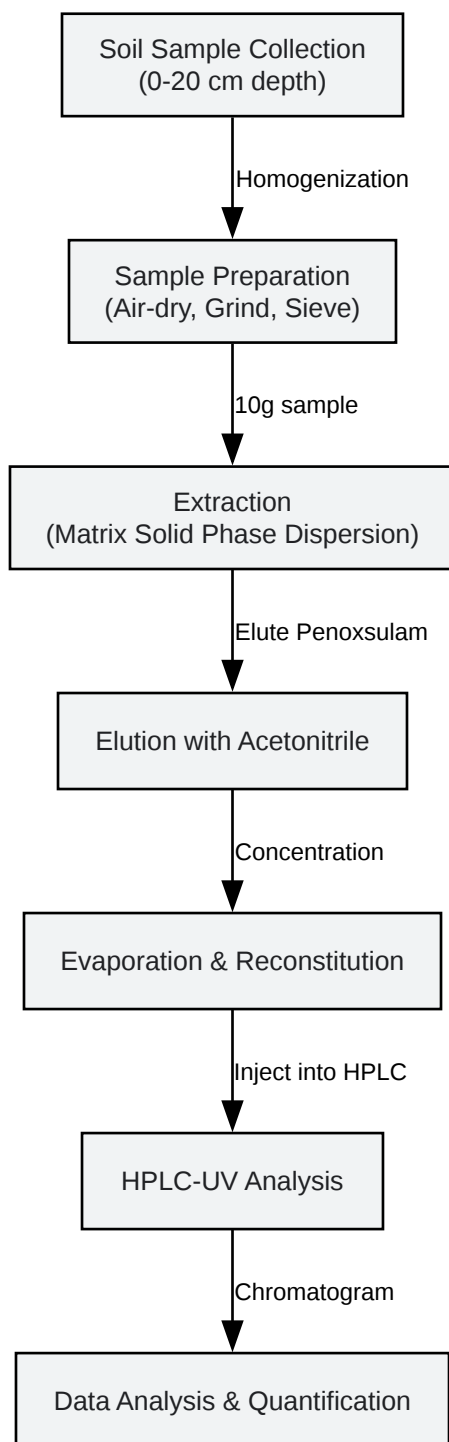 Soil Sample Collection
(0-20 cm depth)
Homogenization
Sample Preparation
(Air-dry, Grind, Sieve)
10g sample
Extraction
(Matrix Solid Phase Dispersion)
Elute Penoxsulam
Elution with Acetonitrile
Concentration
Evaporation & Reconstitution
Inject into HPLC
HPLC-UV Analysis
Chromatogram
Data Analysis & Quantification